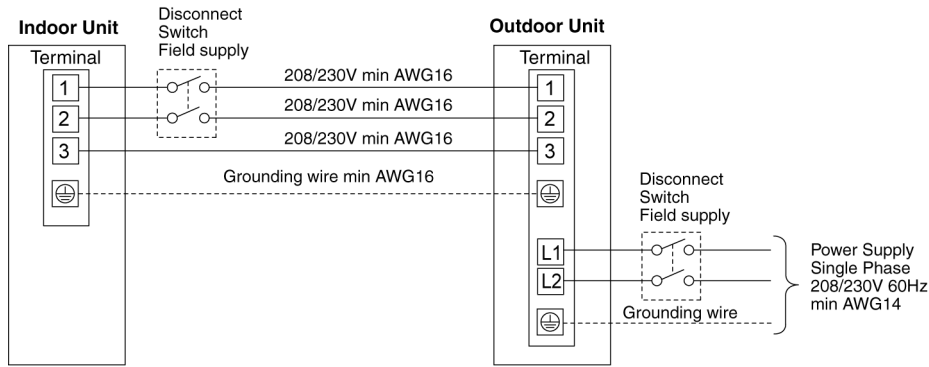 Indoor Unit
Disconnect
Switch
Field supply
Outdoor Unit
Terminal
Terminal
1
208/230V min AWG16
1
2
208/230V min AWG16
2
3
208/230V min AWG16
3
Grounding wire min AWG16
Disconnect
Switch
Field supply
L1
L2
Grounding wire
Power Supply
Single Phase
208/230V 60Hz
min AWG14